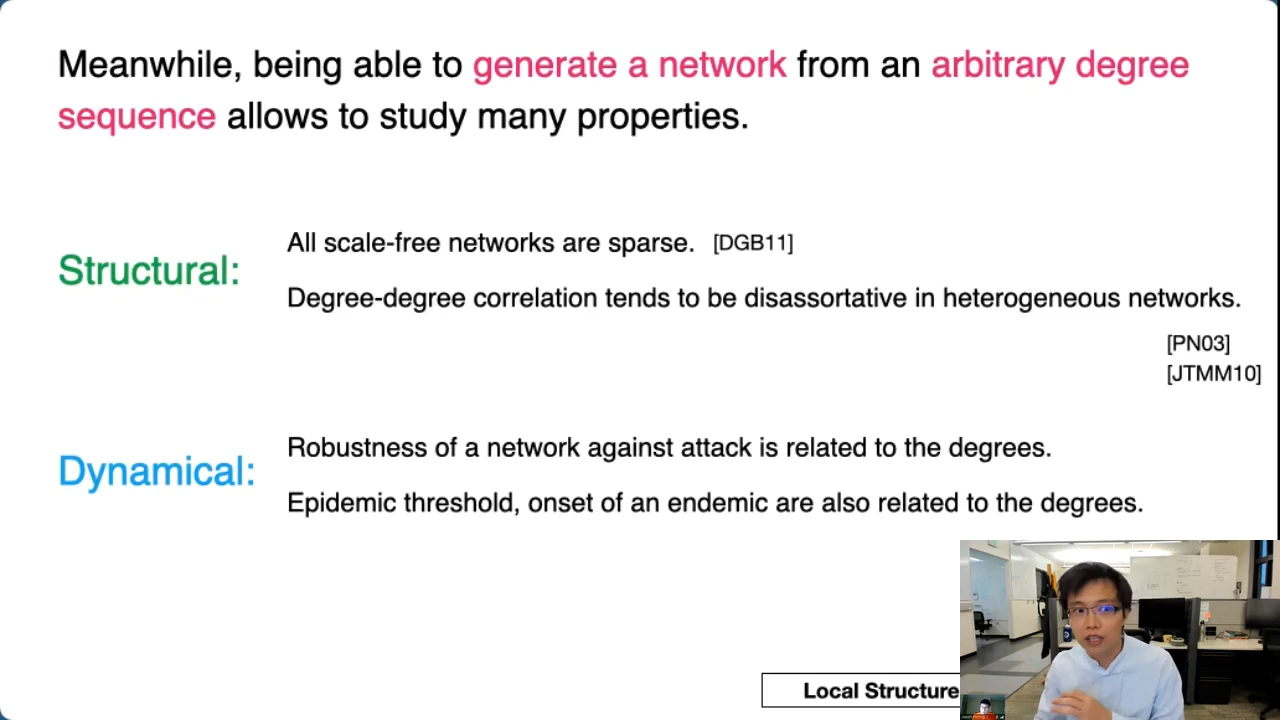 Meanwhile, being able to generate a network from an arbitrary degree
sequence allows to study many properties.
All scale-free networks are sparse. [DGB11]
Structural:
Degree-degree correlation tends to be disassortative in heterogeneous networks.
[PN03]
[JTMM10]
Robustness of a network against attack is related to the degrees.
Dynamical:
Epidemic threshold, onset of an endemic are also related to the degrees.
Local Structure